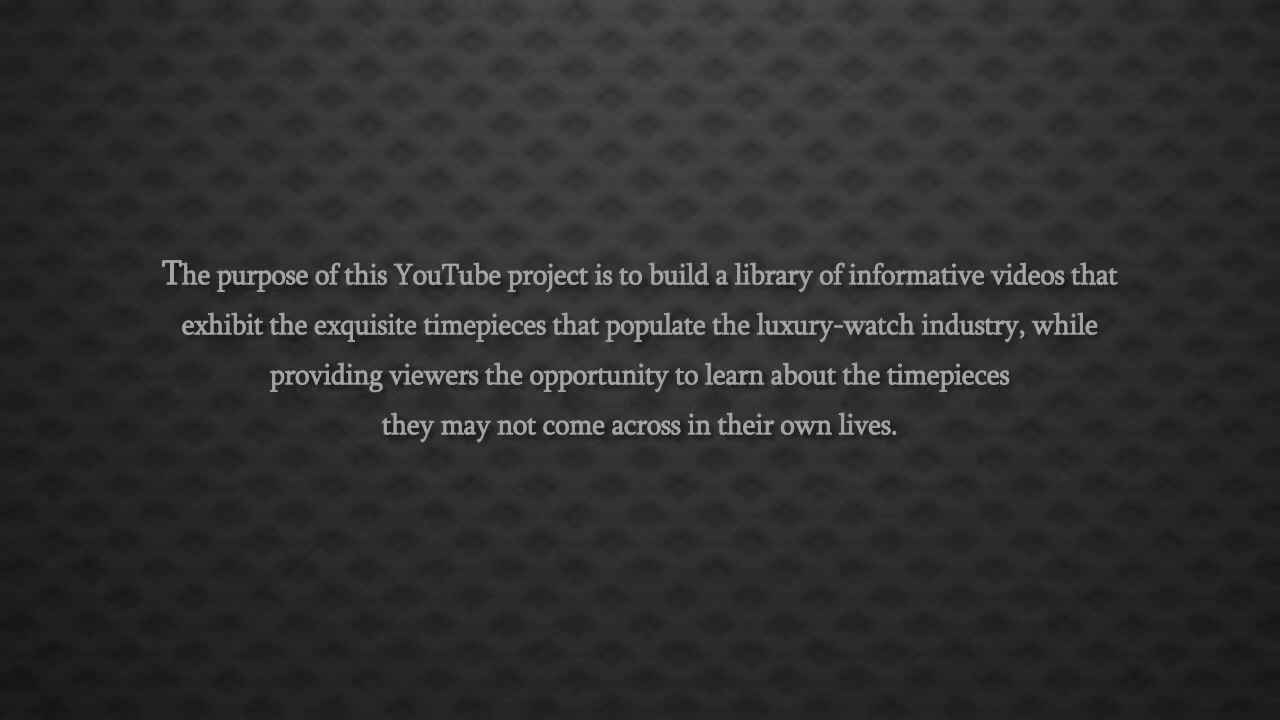 The purpose of this YouTube project is to build a library of informative videos that
exhibit the exquisite timepieces that populate the luxury-watch industry, while
providing viewers the opportunity to learn about the timepieces
they may not come across in their own lives.